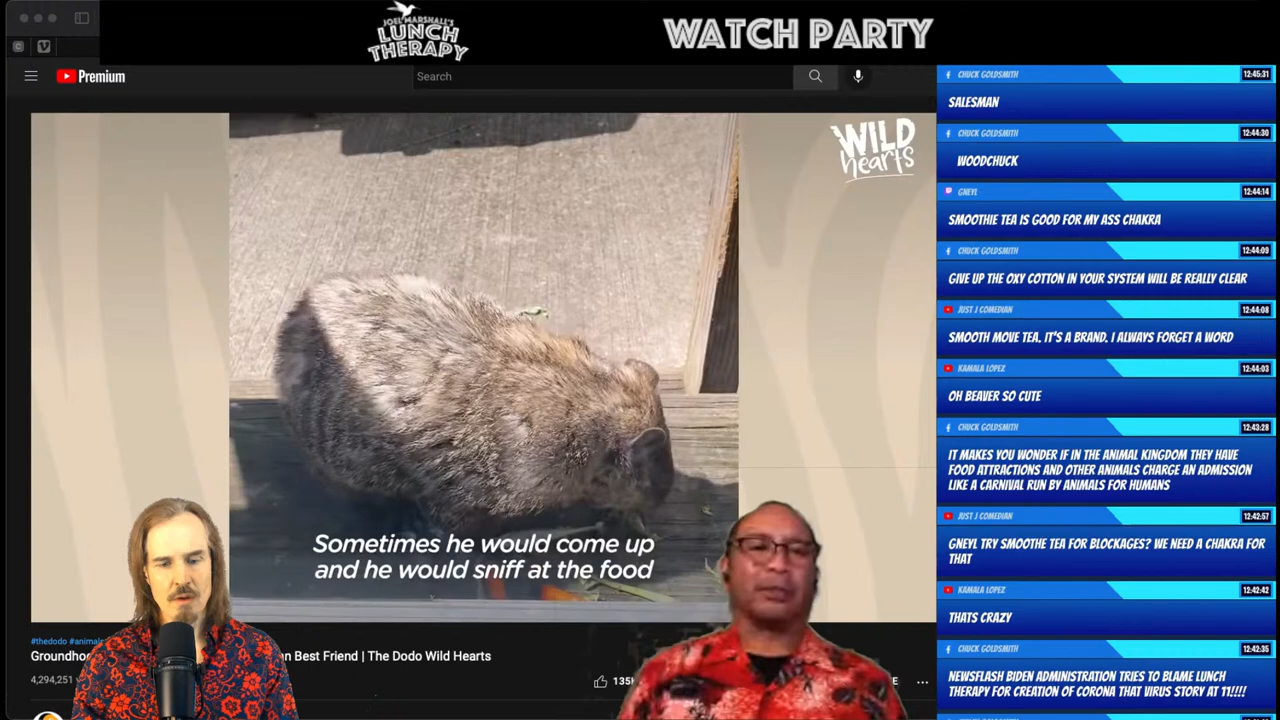 JOEL MARSHALL'S
LUNCH
THERAPY
WATCH PARTY
Premium
Search
WILD
hearts
Sometimes he would come up
and he would sniff at the food
#thedodo #animals
Groundhog
n Best Friend | The Dodo Wild Hearts
4,294,251
135
CHUCK GOLDSMITH
12:45:31
SALESMAN
CHUCK GOLDSMITH
12:44:30
WOODCHUCK
GNEYL
12:44:14
SMOOTHIE TEA IS GOOD FOR MY ASS CHAKRA
CHUCK GOLDSMITH
12:44:09
GIVE UP THE OXY COTTON IN YOUR SYSTEM WILL BE REALLY CLEAR
JUST J COMEDIAN
12:44:08
SMOOTH MOVE TEA. IT'S A BRAND. I ALWAYS FORGET A WORD
KAMALA LOPEZ
12:44:03
OH BEAVER SO CUTE
CHUCK GOLDSMITH
12:43:28
IT MAKES YOU WONDER IF IN THE ANIMAL KINGDOM THEY HAVE
FOOD ATTRACTIONS AND OTHER ANIMALS CHARGE AN ADMISSION
LIKE A CARNIVAL RUN BY ANIMALS FOR HUMANS
JUST J COMEDIAN
12:42:57
GNEYL TRY SMOOTHE TEA FOR BLOCKAGES? WE NEED A CHAKRA FOR
THAT
KAMALA LOPEZ
12:42:42
THATS CRAZY
CHUCK GOLDSMITH
12:42:35
NEWSFLASH BIDEN ADMINISTRATION TRIES TO BLAME LUNCH
THERAPY FOR CREATION OF CORONA THAT VIRUS STORY AT 11!!!!